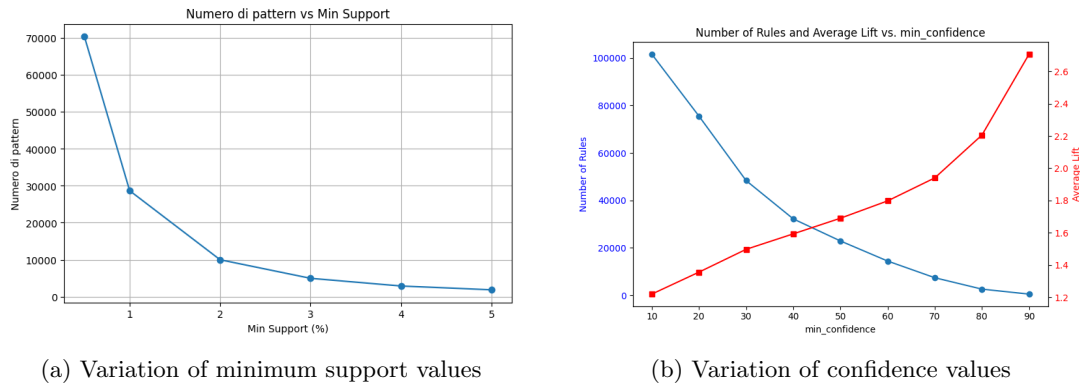 Numero di pattern vs Min Support
Numero di pattern
70000
60000
50000
40000
30000
20000
10000
0
1 2 3 4 5
Min Support (%)
(a) Variation of minimum support values
Number of Rules and Average Lift vs. min_confidence
Number of Rules
100000
80000
60000
40000
20000
0
10 20 30 40 50 60 70 80 90
min_confidence
2.6
2.4
2.2
2.0
1.8
1.6
1.4
1.2
Average Lift
(b) Variation of confidence values